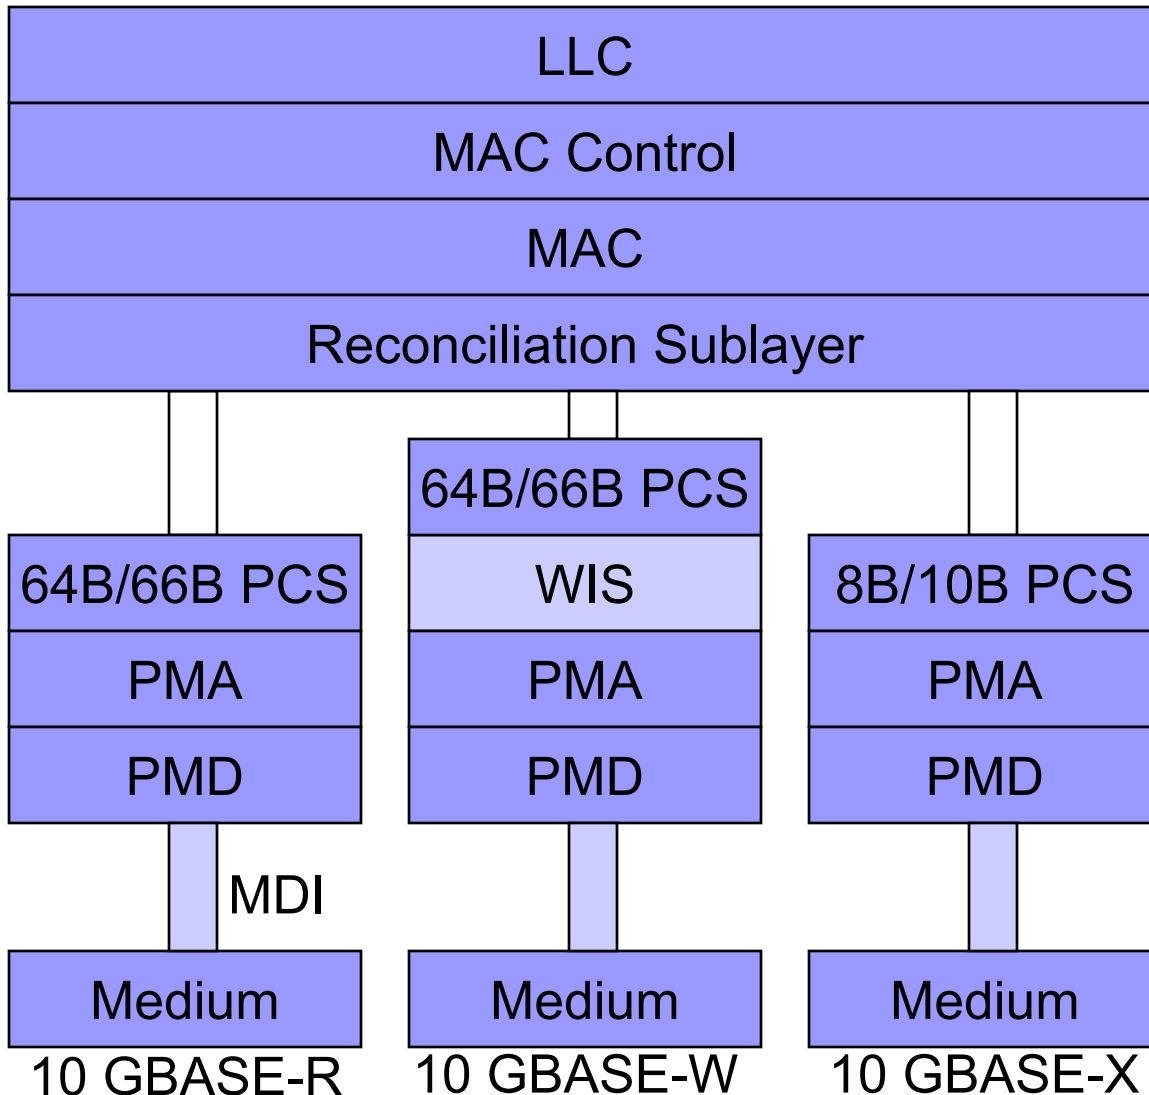 LLC
MAC Control
MAC
Reconciliation Sublayer
64B/66B PCS
PMA
PMD
MDI
Medium
10 GBASE-R
64B/66B PCS
WIS
PMA
PMD
Medium
10 GBASE-W
8B/10B PCS
PMA
PMD
Medium
10 GBASE-X